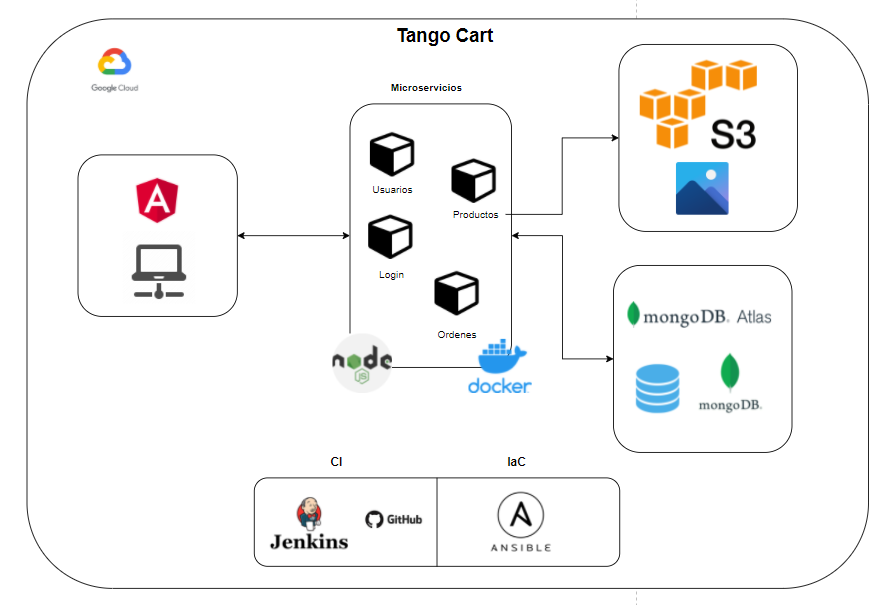 Tango Cart
Google Cloud
Microservicios
Usuarios
Productos
Login
Ordenes
node
JS
docker
S3
mongoDB. Atlas
mongoDB.
CI
IaC
Jenkins
GitHub
ANSIBLE